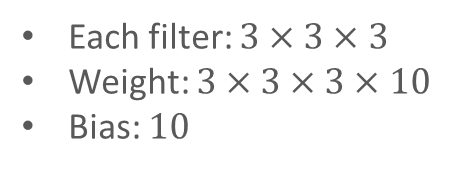 • Each filter: 3 × 3 × 3
• Weight: 3 × 3 × 3 × 10
• Bias: 10